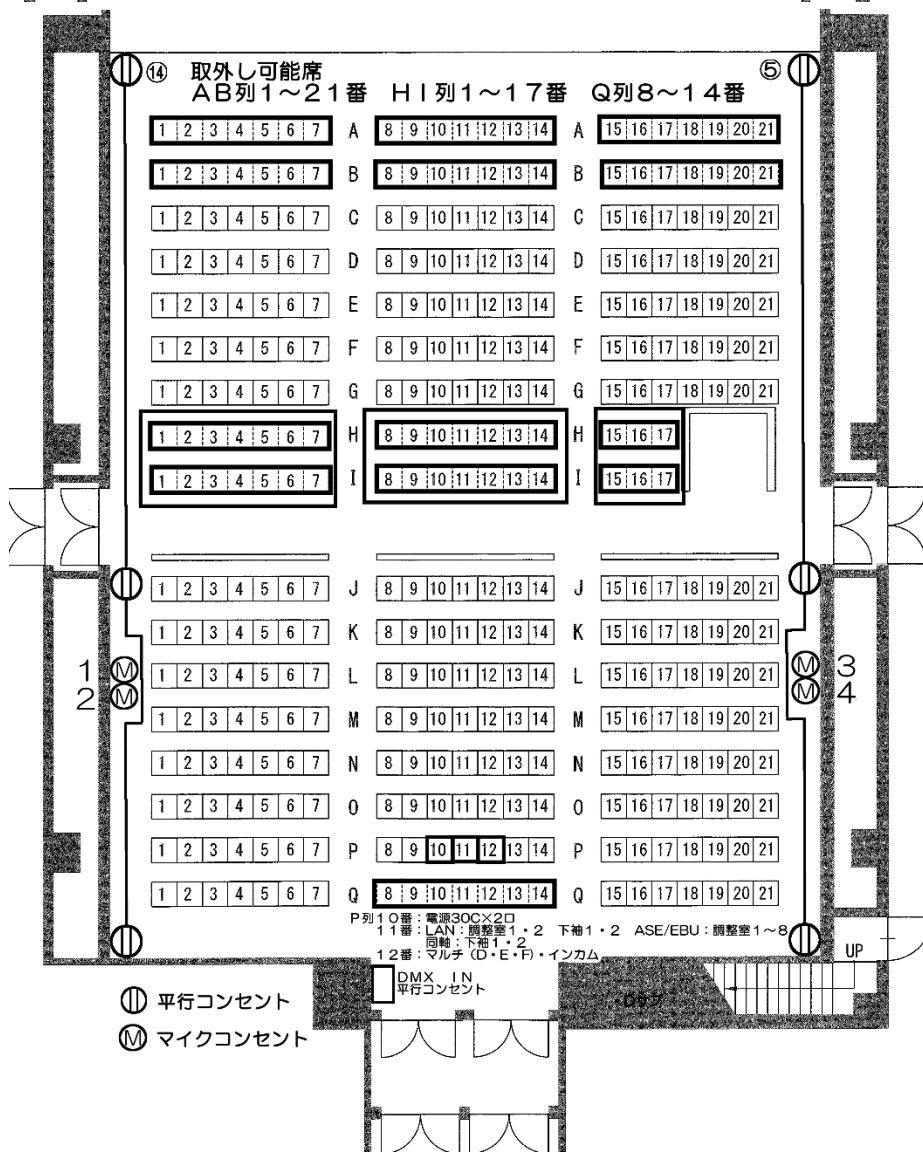 ⑭ 取外し可能席 ⑤
AB列1～21番 HI列1～17番 Q列8～14番
1 2 3 4 5 6 7 A 8 9 10 11 12 13 14 A 15 16 17 18 19 20 21
1 2 3 4 5 6 7 B 8 9 10 11 12 13 14 B 15 16 17 18 19 20 21
1 2 3 4 5 6 7 C 8 9 10 11 12 13 14 C 15 16 17 18 19 20 21
1 2 3 4 5 6 7 D 8 9 10 11 12 13 14 D 15 16 17 18 19 20 21
1 2 3 4 5 6 7 E 8 9 10 11 12 13 14 E 15 16 17 18 19 20 21
1 2 3 4 5 6 7 F 8 9 10 11 12 13 14 F 15 16 17 18 19 20 21
1 2 3 4 5 6 7 G 8 9 10 11 12 13 14 G 15 16 17 18 19 20 21
1 2 3 4 5 6 7 H 8 9 10 11 12 13 14 H 15 16 17
1 2 3 4 5 6 7 I 8 9 10 11 12 13 14 I 15 16 17
1 2 3 4 5 6 7 J 8 9 10 11 12 13 14 J 15 16 17 18 19 20 21
1 2 3 4 5 6 7 K 8 9 10 11 12 13 14 K 15 16 17 18 19 20 21
1 Ⓜ 1 2 3 4 5 6 7 L 8 9 10 11 12 13 14 L 15 16 17 18 19 20 21 Ⓜ 3
2 Ⓜ Ⓜ 4
1 2 3 4 5 6 7 M 8 9 10 11 12 13 14 M 15 16 17 18 19 20 21
1 2 3 4 5 6 7 N 8 9 10 11 12 13 14 N 15 16 17 18 19 20 21
1 2 3 4 5 6 7 O 8 9 10 11 12 13 14 O 15 16 17 18 19 20 21
1 2 3 4 5 6 7 P 8 9 10 11 12 13 14 P 15 16 17 18 19 20 21
1 2 3 4 5 6 7 Q 8 9 10 11 12 13 14 Q 15 16 17 18 19 20 21
P列10番：電源30C×2口
11番：LAN：調整室1・2 下袖1・2 ASE/EBU：調整室1～8
同軸：下袖1・2
12番：マルチ（D・E・F）・インカム
UP
DMX IN
平行コンセント
平行コンセント
Ⓜ マイクコンセント